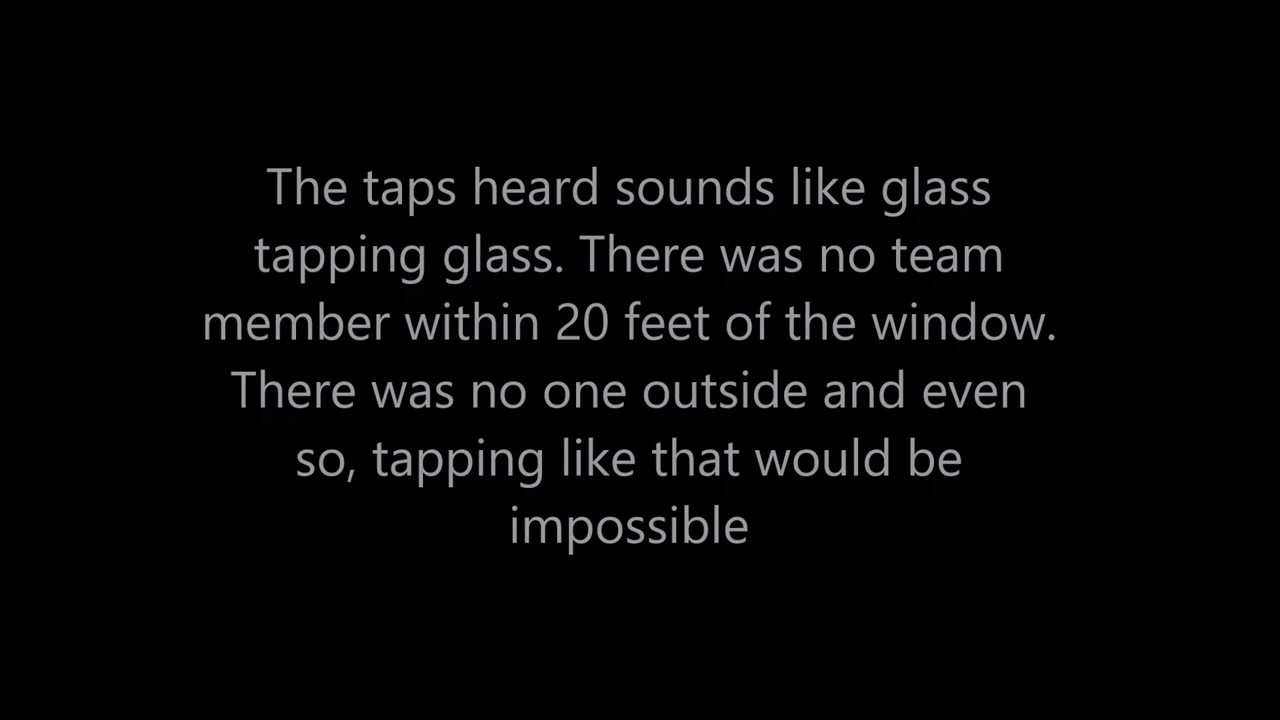 The taps heard sounds like glass
tapping glass. There was no team
member within 20 feet of the window.
There was no one outside and even
so, tapping like that would be
impossible